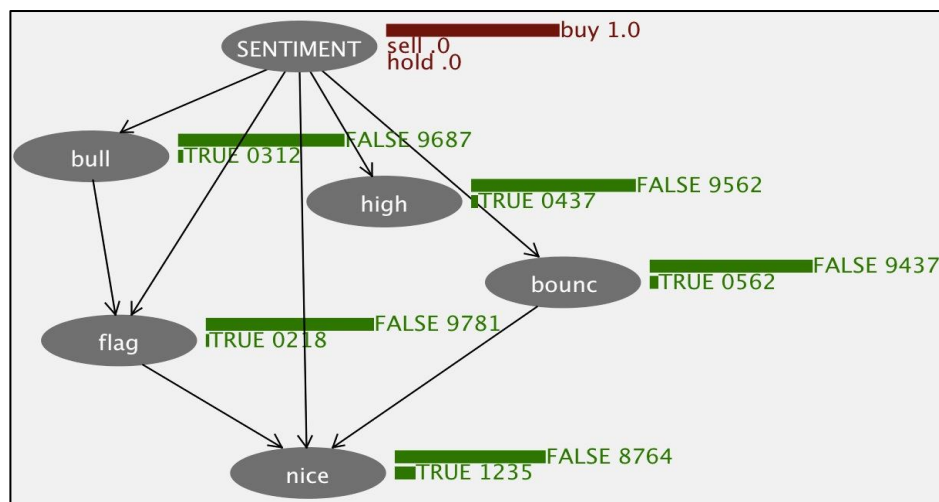 SENTIMENT
buy 1.0
sell .0
hold .0
bull
FALSE 9687
TRUE 0312
high
FALSE 9562
TRUE 0437
bounc
FALSE 9437
TRUE 0562
flag
FALSE 9781
TRUE 0218
nice
FALSE 8764
TRUE 1235